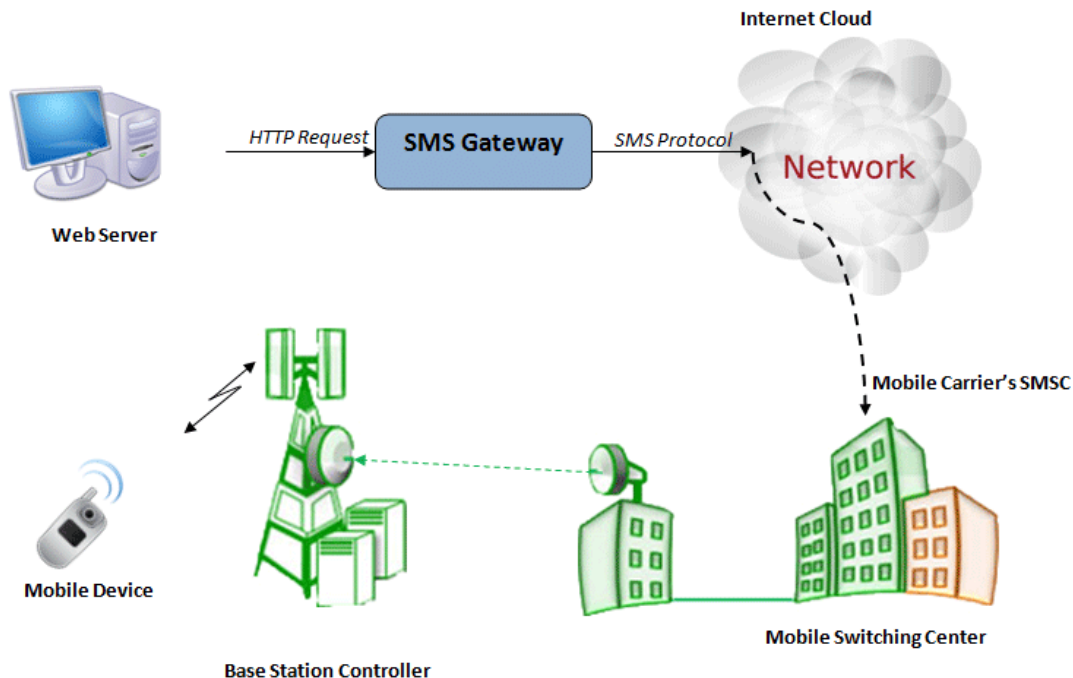 Internet Cloud
HTTP Request
SMS Gateway
SMS Protocol
Network
Web Server
Mobile Carrier's SMSC
Mobile Device
Mobile Switching Center
Base Station Controller